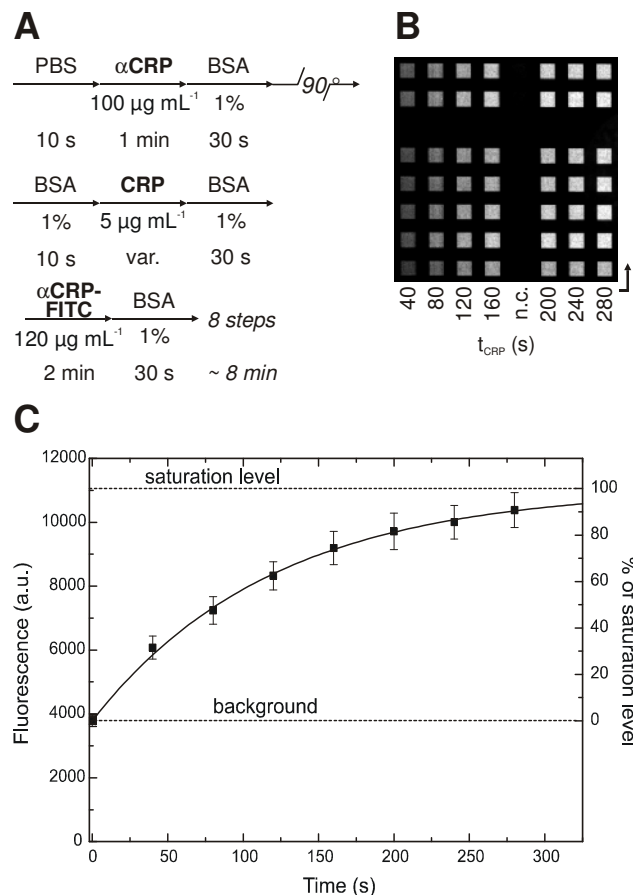 A
PBS αCRP BSA
90°
100 µg mL⁻¹ 1%
10 s 1 min 30 s
BSA CRP BSA
1% 5 µg mL⁻¹ 1%
10 s var. 30 s
αCRP-
FITC BSA
8 steps
120 µg mL⁻¹ 1%
2 min 30 s ~ 8 min
B
40 80 120 160 n.c. 200 240 280
tCRP (s)
C
12000
10000
8000
6000
4000
2000
0
Fluorescence (a.u.)
saturation level
background
100
80
60
40
20
0
% of saturation level
0 50 100 150 200 250 300
Time (s)